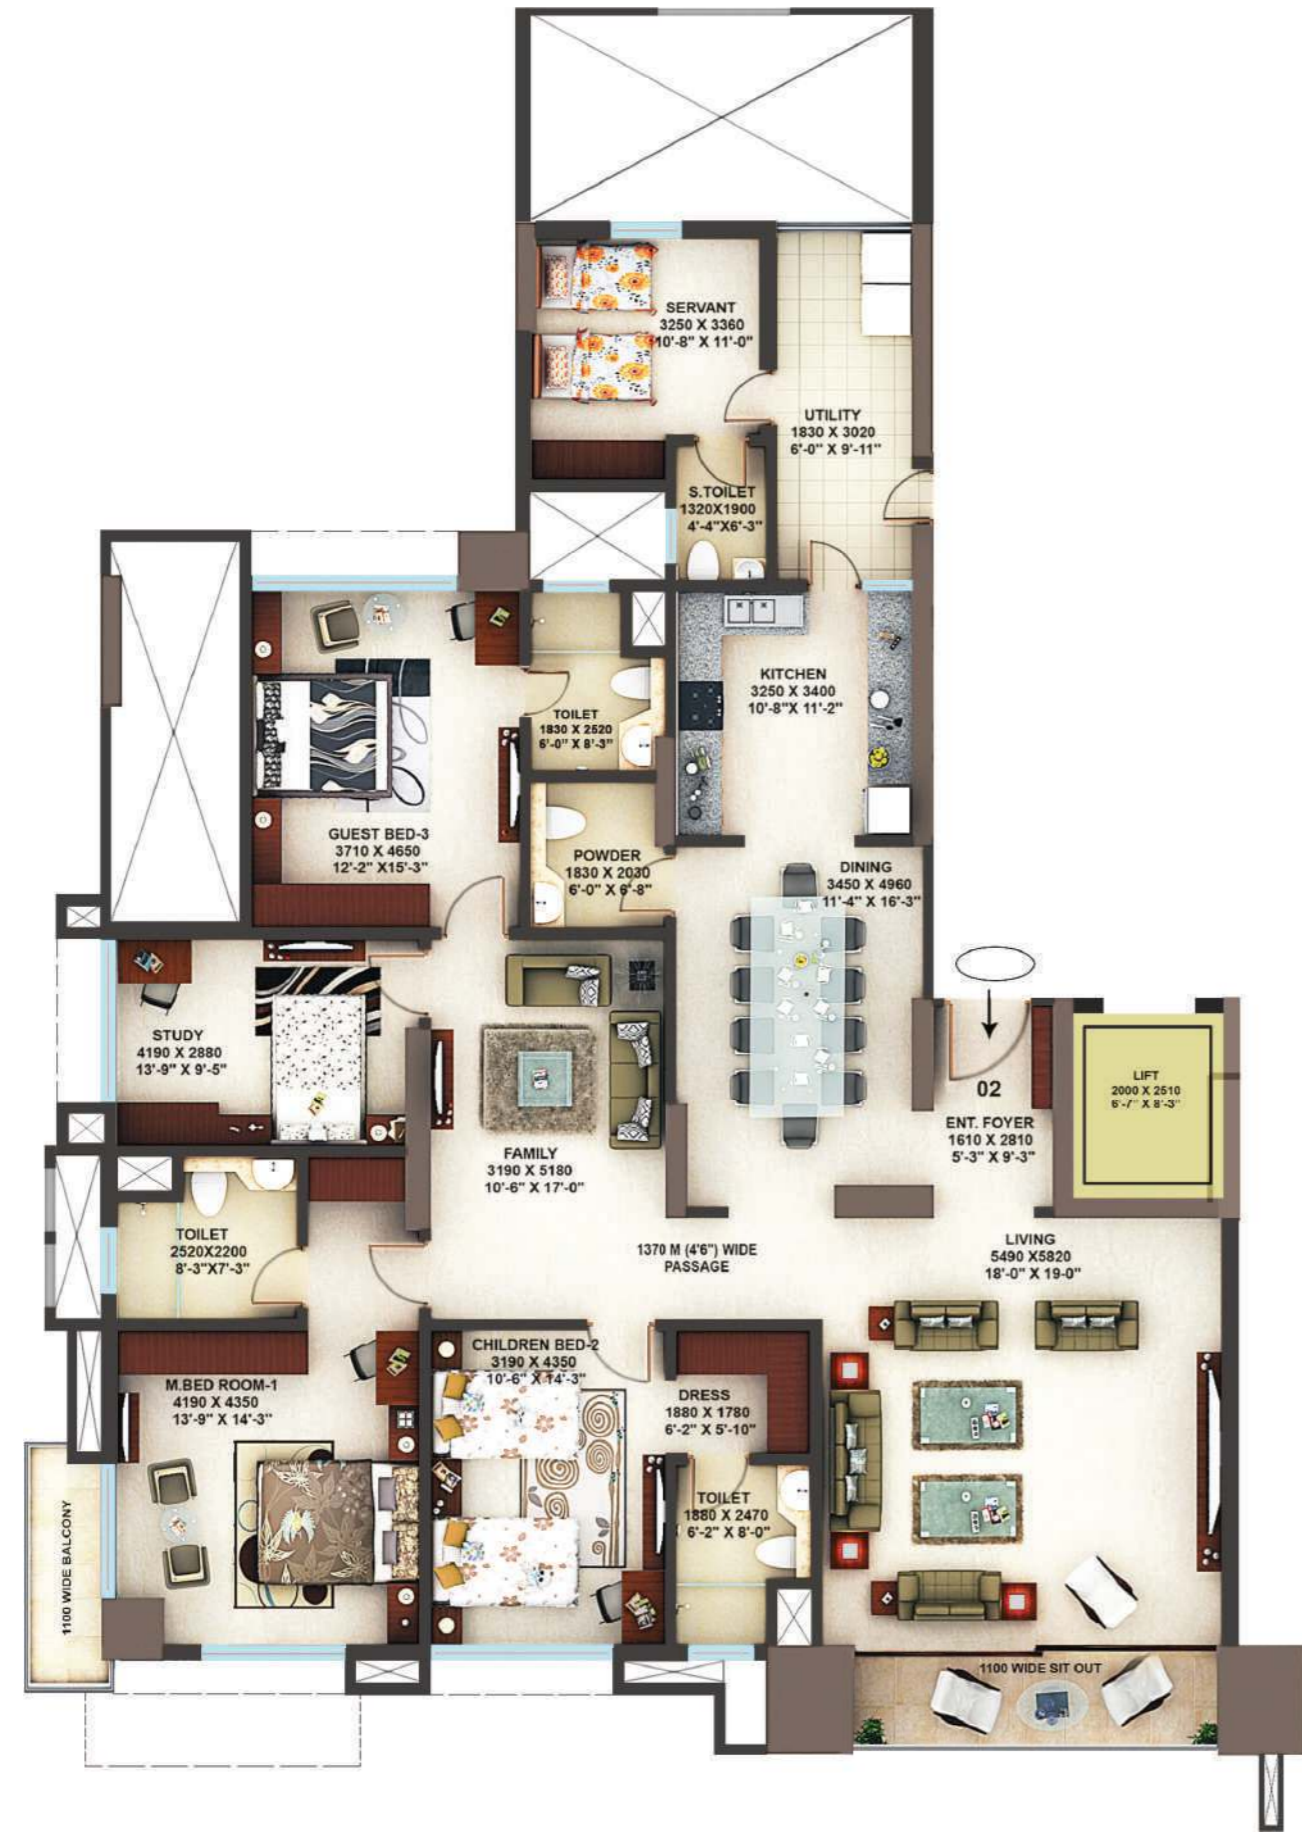 SERVANT
3250 X 3360
10'-8" X 11'-0"
UTILITY
1830 X 3020
6'-0" X 9'-11"
S.TOILET
1320X1900
4'-4"X6'-3"
KITCHEN
3250 X 3400
10'-8"X 11'-2"
TOILET
1830 X 2520
6'-0" X 8'-3"
GUEST BED-3
3710 X 4650
12'-2" X15'-3"
POWDER
1830 X 2030
6'-0" X 6'-8"
DINING
3450 X 4960
11'-4" X 16'-3"
STUDY
4190 X 2880
13'-9" X 9'-5"
02
ENT. FOYER
1610 X 2810
5'-3" X 9'-3"
LIFT
2000 X 2510
6'-7" X 8'-3"
FAMILY
3190 X 5180
10'-6" X 17'-0"
TOILET
2520X2200
8'-3"X7'-3"
1370 M (4'6") WIDE
PASSAGE
LIVING
5490 X5820
18'-0" X 19-0"
CHILDREN BED-2
3190 X 4350
10'-6" X 14'-3"
M.BED ROOM-1
4190 X 4350
13'-9" X 14'-3"
DRESS
1880 X 1780
6'-2" X 5'-10"
TOILET
1880 X 2470
6'-2" X 8'-0"
1100 WIDE BALCONY
1100 WIDE SIT OUT